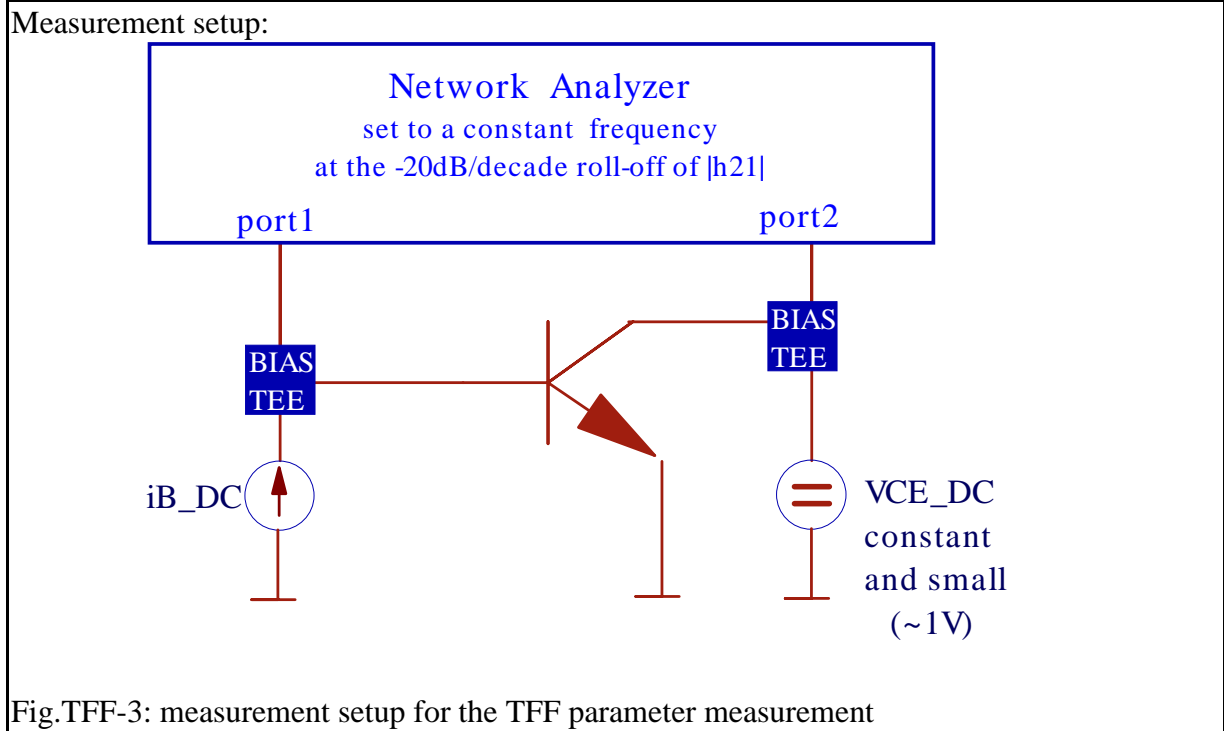 Measurement setup:
Network Analyzer
set to a constant frequency
at the -20dB/decade roll-off of |h21|
port1
port2
BIAS
TEE
BIAS
TEE
iB_DC
VCE_DC
constant
and small
(~1V)
Fig.TFF-3: measurement setup for the TFF parameter measurement